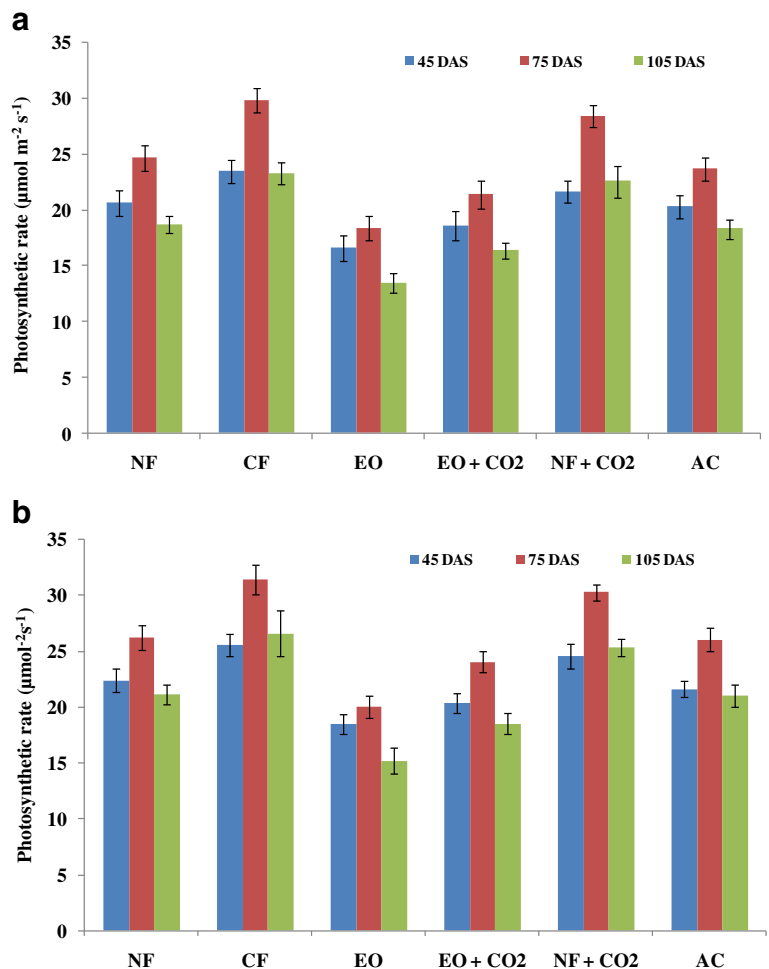 a
45 DAS 75 DAS 105 DAS
Photosynthetic rate (µmol m⁻² s⁻¹)
35
30
25
20
15
10
5
0
NF CF EO EO + CO2 NF + CO2 AC
b
45 DAS 75 DAS 105 DAS
Photosynthetic rate (µmol⁻²s⁻¹)
35
30
25
20
15
10
5
0
NF CF EO EO + CO2 NF + CO2 AC